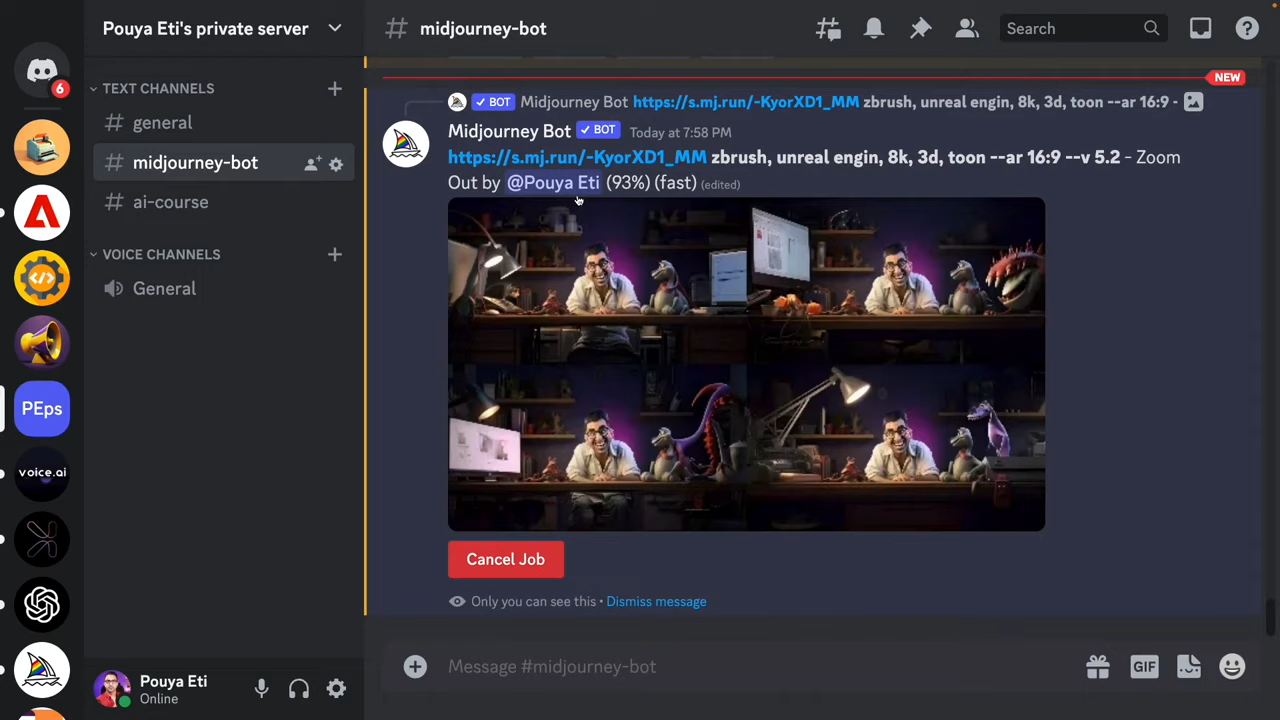 Pouya Eti's private server
midjourney-bot
Search
6
TEXT CHANNELS
general
midjourney-bot
ai-course
VOICE CHANNELS
General
PEps
voice.ai
Pouya Eti
Online
NEW
BOT Midjourney Bot https://s.mj.run/-KyorXD1_MM zbrush, unreal engin, 8k, 3d, toon --ar 16:9 -
Midjourney Bot BOT Today at 7:58 PM
https://s.mj.run/-KyorXD1_MM zbrush, unreal engin, 8k, 3d, toon --ar 16:9 --v 5.2 - Zoom
Out by @Pouya Eti (93%) (fast) (edited)
Cancel Job
Only you can see this • Dismiss message
Message #midjourney-bot
GIF